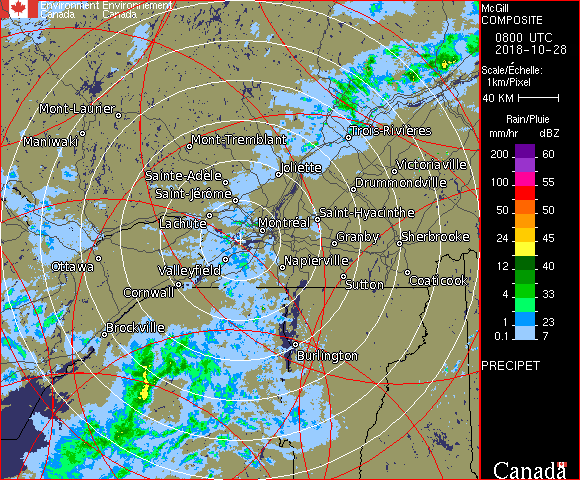 Environment Environnement
Canada Canada
Mont-Laurier
Maniwaki
Mont-Tremblant
Trois-Rivières
Sainte-Adèle
Joliette
Victoriaville
Saint-Jérôme
Drummondville
Lachute
Saint-Hyacinthe
Montréal
Granby
Sherbrooke
Ottawa
Valleyfield
Napierville
Cornwall
Sutton
Coaticook
Brockville
Burlington
McGill
COMPOSITE
0800 UTC
2018-10-28
Scale/Échelle:
1km/Pixel
40 KM
Rain/Pluie
mm/hr dBZ
200 60
100 55
50 50
24 45
12 40
4 33
1 23
0.1 7
PRECIPET
Canada